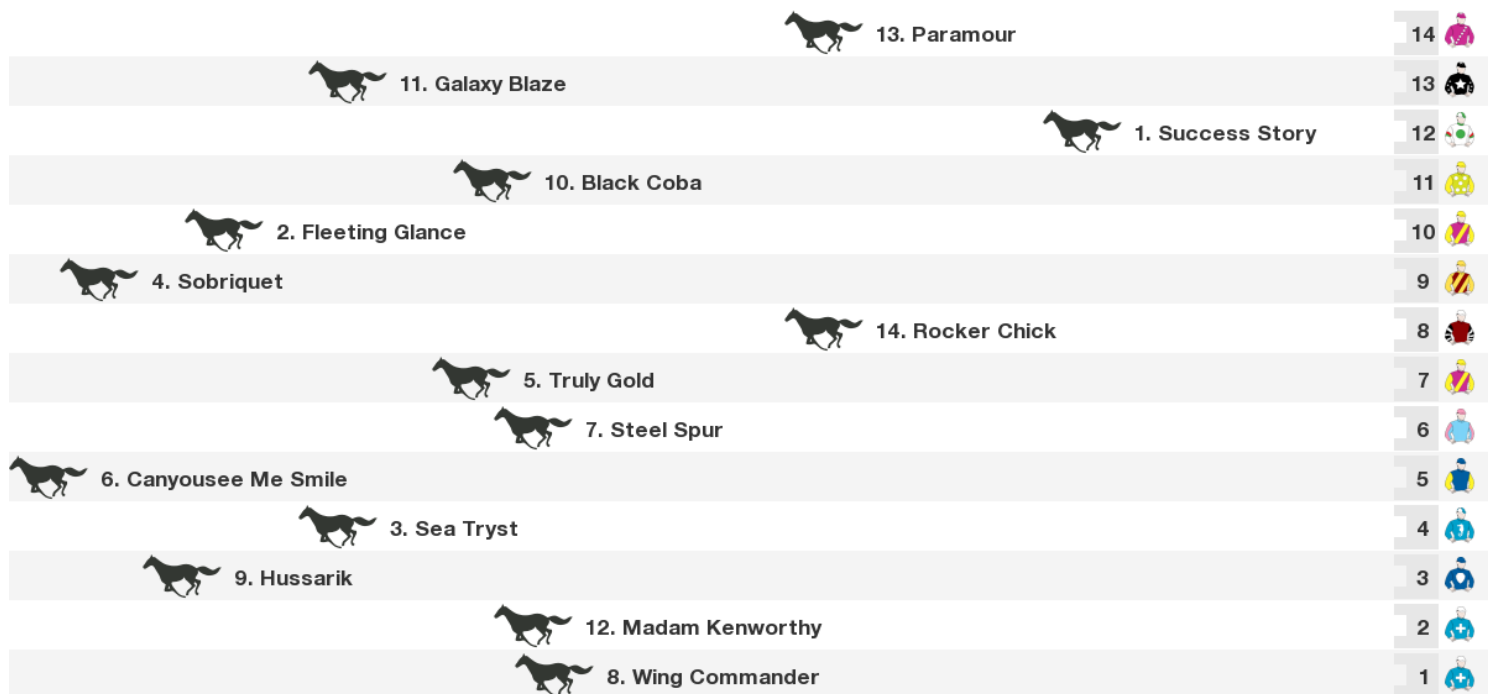 13. Paramour 14
11. Galaxy Blaze 13
1. Success Story 12
10. Black Coba 11
2. Fleeting Glance 10
4. Sobriquet 9
14. Rocker Chick 8
5. Truly Gold 7
7. Steel Spur 6
6. Canyousee Me Smile 5
3. Sea Tryst 4
9. Hussarik 3
12. Madam Kenworthy 2
8. Wing Commander 1